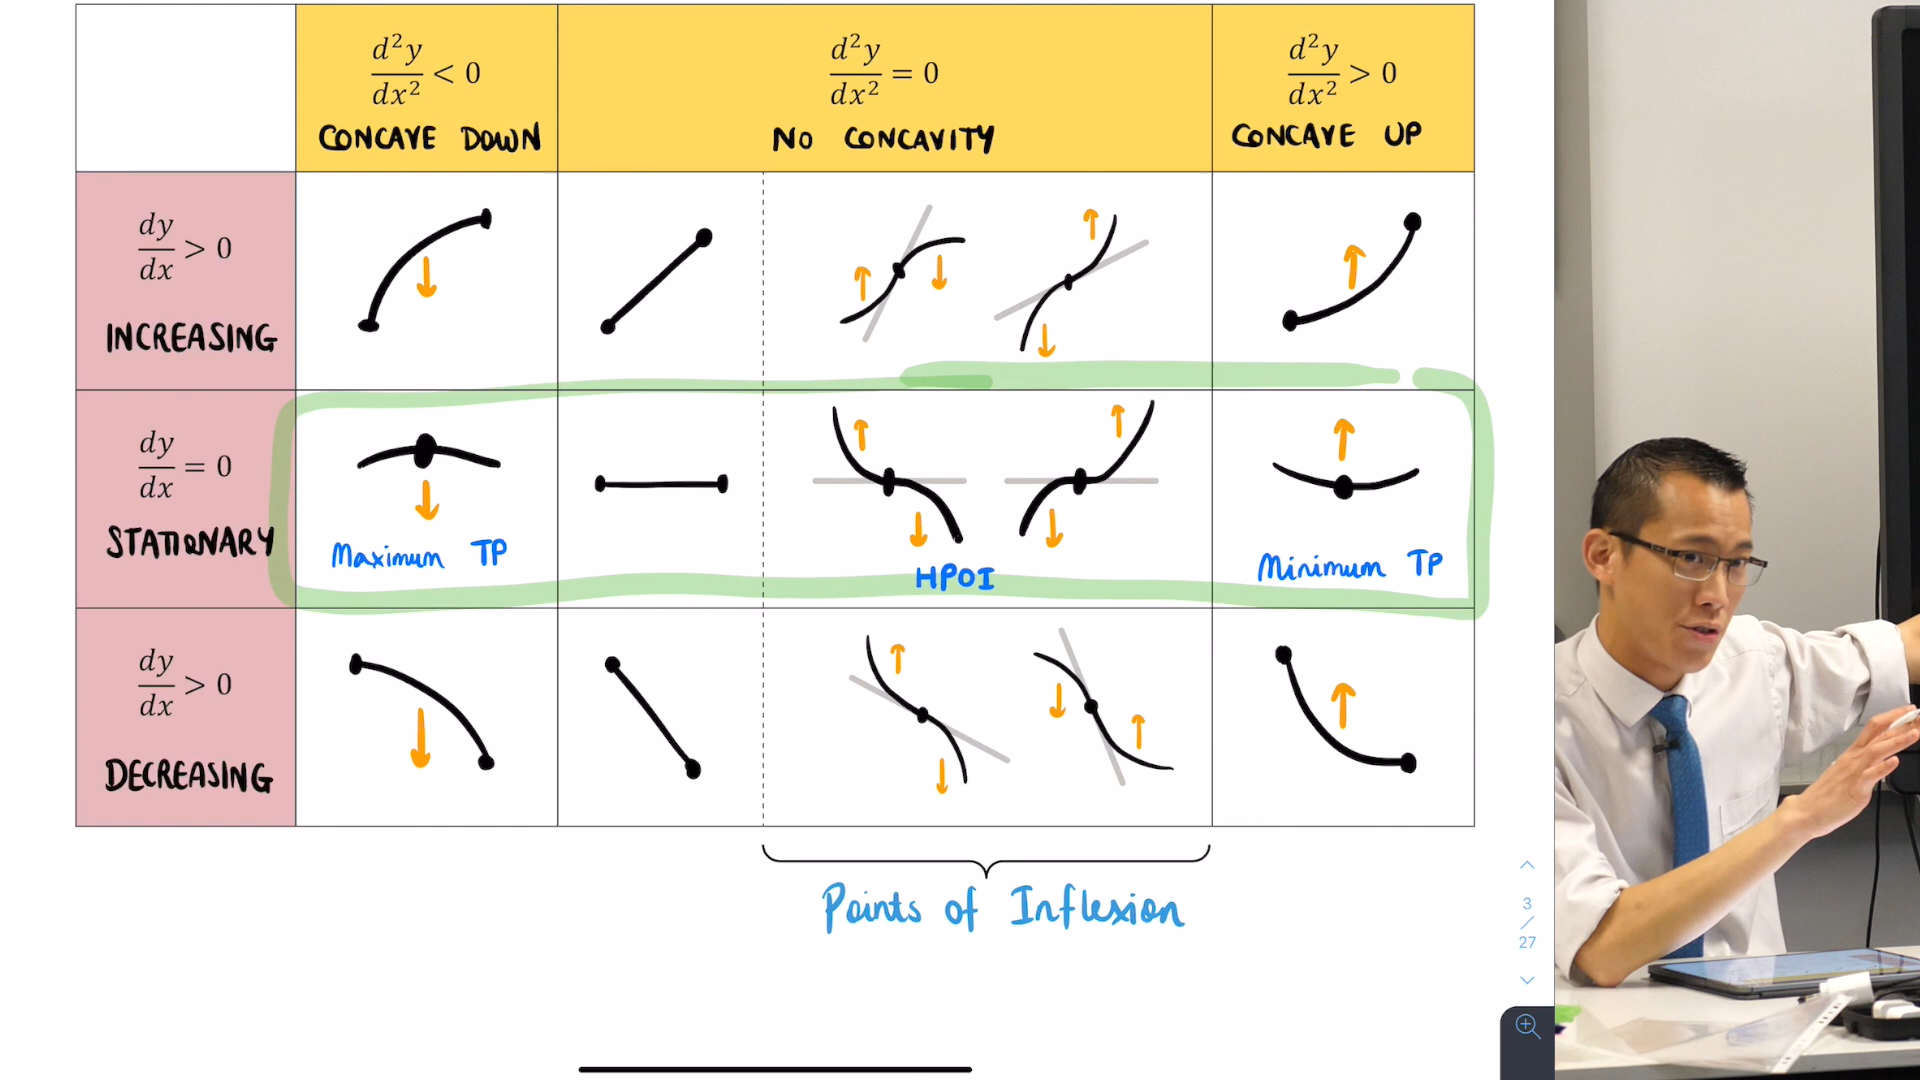 d²y/dx² < 0
CONCAVE DOWN
d²y/dx² = 0
NO CONCAVITY
d²y/dx² > 0
CONCAVE UP
dy/dx > 0
INCREASING
dy/dx = 0
STATIONARY
Maximum TP
HPOI
Minimum TP
dy/dx > 0
DECREASING
Points of Inflexion
3
/
27